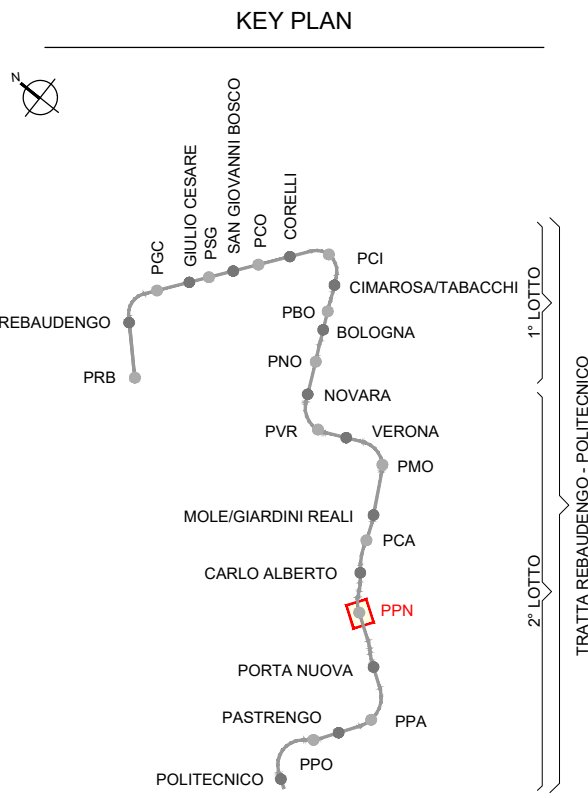 KEY PLAN
N
PGC
GIULIO CESARE
PSG
SAN GIOVANNI BOSCO
PCO
CORELLI
PCI
CIMAROSA/TABACCHI
REBAUDENGO
PBO
BOLOGNA
PRB
PNO
NOVARA
PVR
VERONA
PMO
MOLE/GIARDINI REALI
PCA
CARLO ALBERTO
PPN
PORTA NUOVA
PASTRENGO
PPA
PPO
POLITECNICO
1° LOTTO
2° LOTTO
TRATTA REBAUDENGO - POLITECNICO